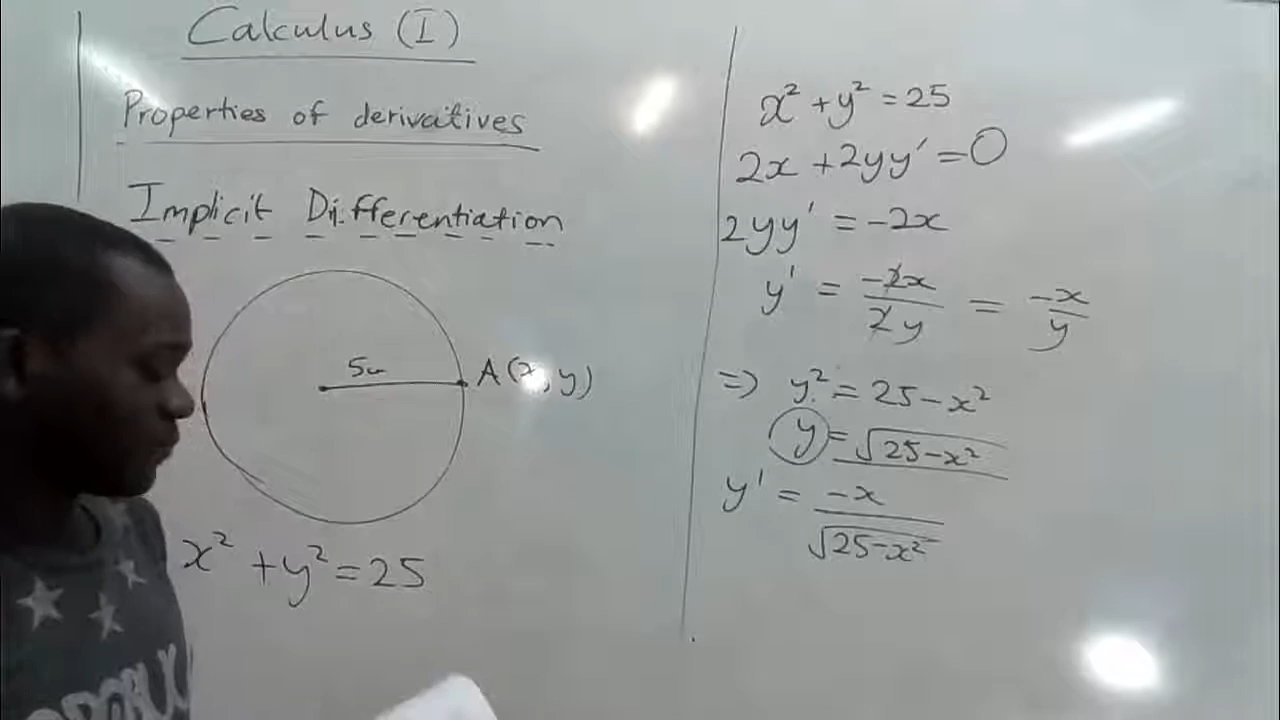 Calculus (I)
Properties of derivatives
Implicit Differentiation
5cm
A(x, y)
x² + y² = 25
x² + y² = 25
2x + 2yy' = 0
2yy' = -2x
y' = -2x/2y = -x/y
=> y² = 25 - x²
y = √25-x²
y' = -x/√25-x²